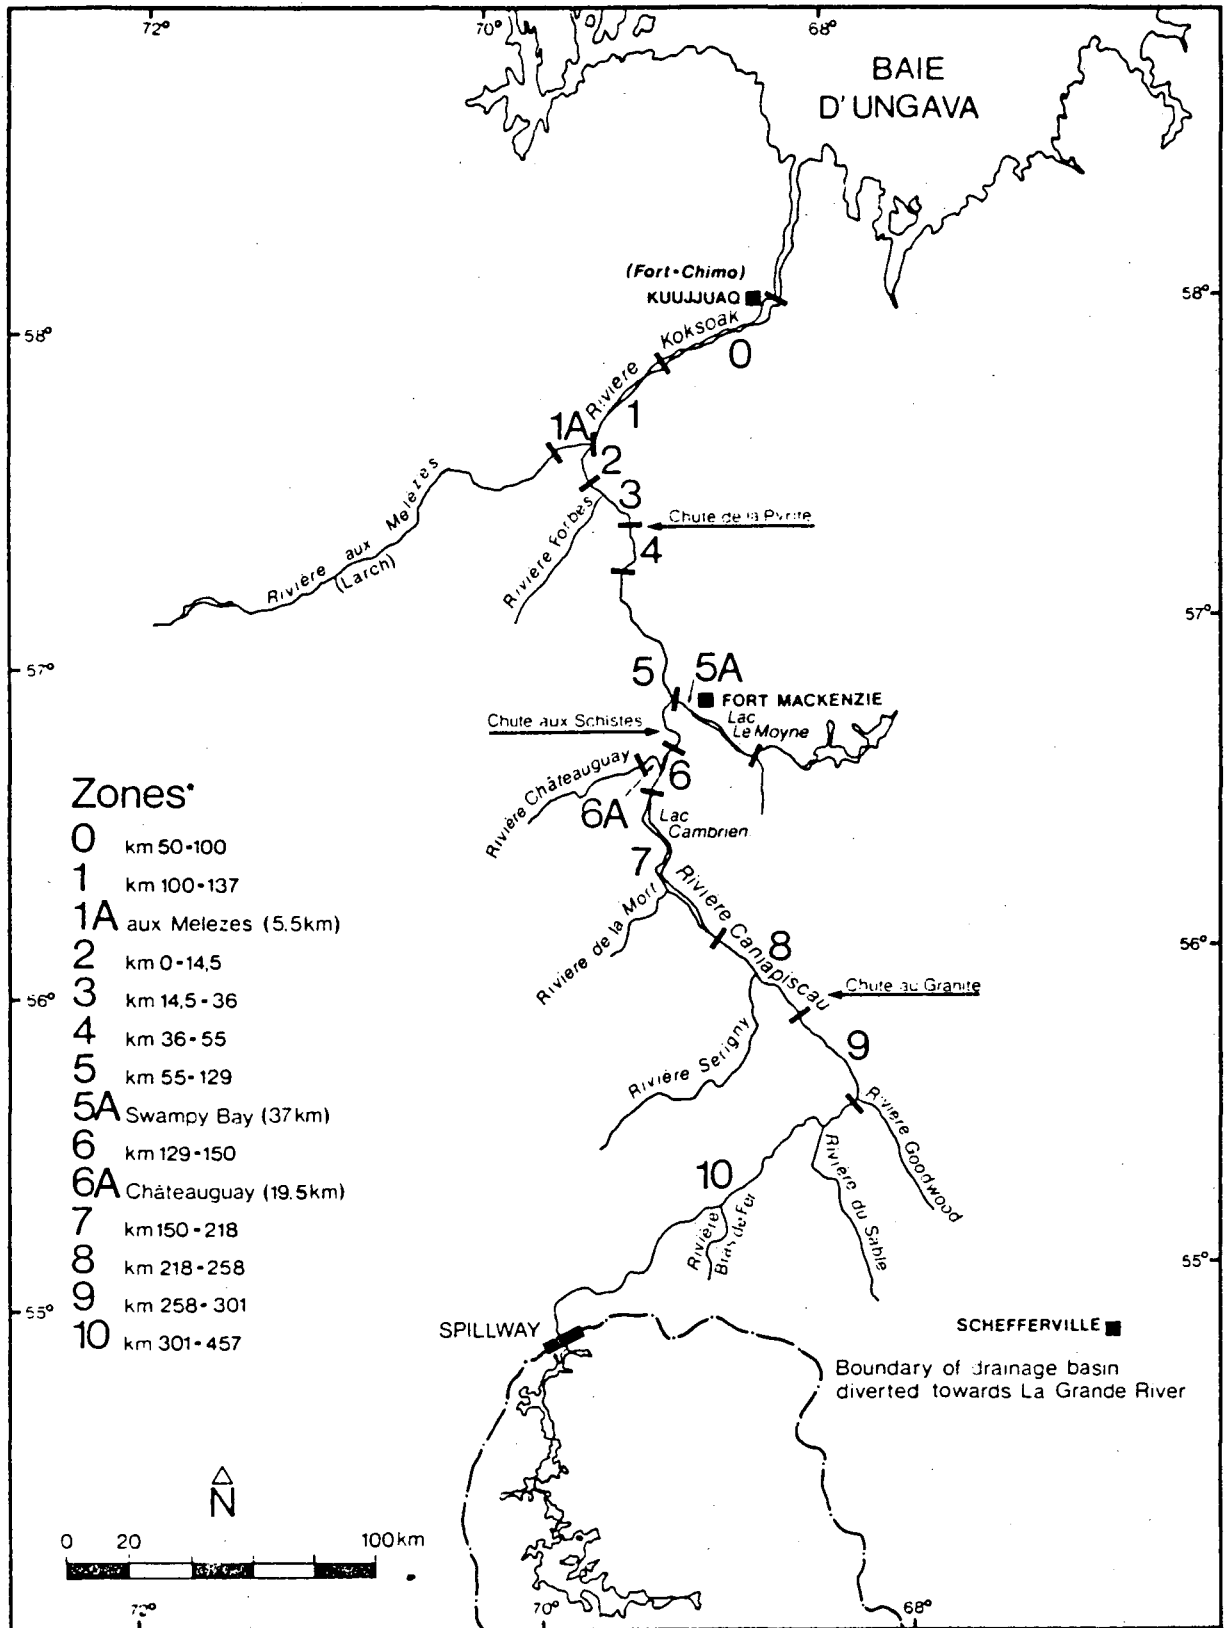 72°
70°
68°
BAIE
D'UNGAVA
(Fort-Chimo)
KUUJJUAQ
58°
58°
Rivière Koksoak
0
1
1A
2
3
Rivière aux Melèzes
(Larch)
Rivière Forbes
Chute de la Pyrite
4
57°
57°
5
5A
FORT MACKENZIE
Lac
Le Moyne
Chute aux Schistes
6
Rivière Châteauguay
6A
Lac
Cambrien
7
Rivière de la Mort
Rivière Caniapiscau
8
56°
56°
Chute au Granite
9
Rivière Serigny
Rivière Goodwood
Rivière du Sable
10
Rivière
Bras de Fer
55°
55°
SPILLWAY
SCHEFFERVILLE
Boundary of drainage basin
diverted towards La Grande River
Zones*
0 km 50-100
1 km 100-137
1A aux Melezes (5.5km)
2 km 0-14,5
3 km 14,5-36
4 km 36-55
5 km 55-129
5A Swampy Bay (37km)
6 km 129-150
6A Châteauguay (19.5km)
7 km 150-218
8 km 218-258
9 km 258-301
10 km 301-457
N
0 20 100km
72°
70°
68°